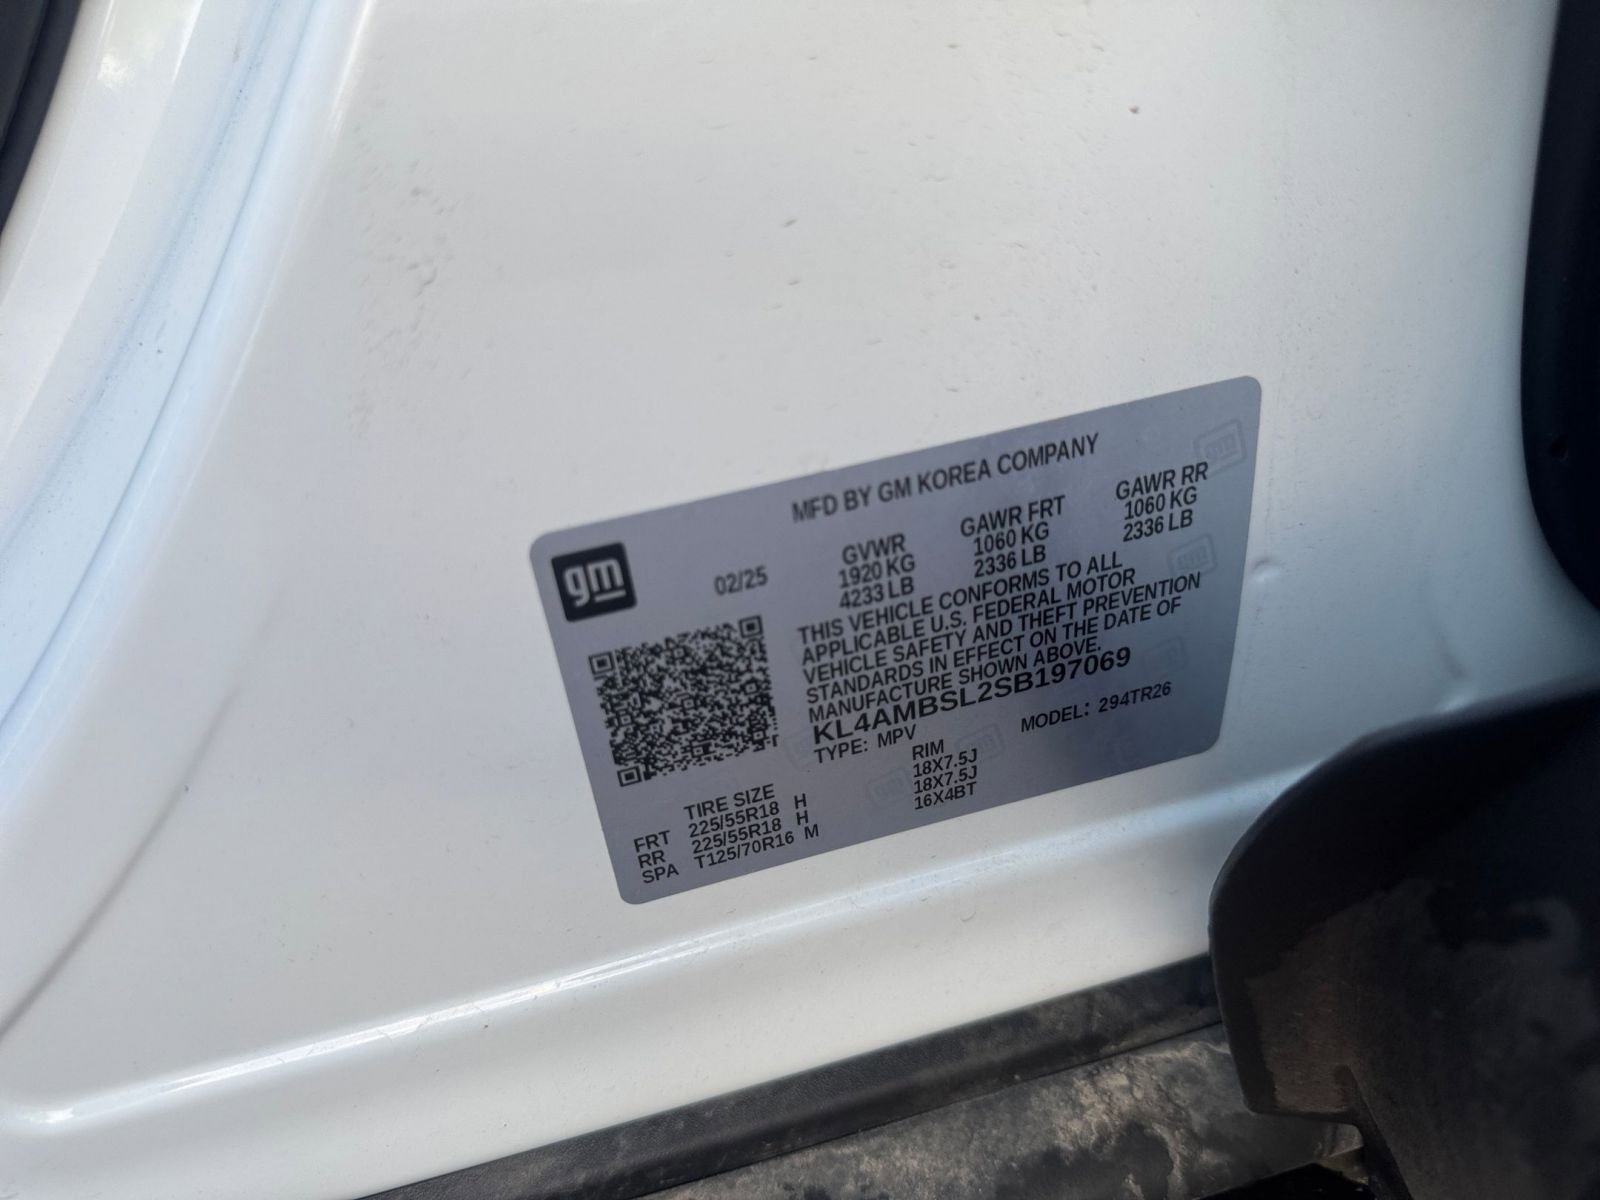 MFD BY GM KOREA COMPANY
gm
02/25
GVWR GAWR FRT GAWR RR
1920 KG 1060 KG 1060 KG
4233 LB 2336 LB 2336 LB
THIS VEHICLE CONFORMS TO ALL
APPLICABLE U.S. FEDERAL MOTOR
VEHICLE SAFETY AND THEFT PREVENTION
STANDARDS IN EFFECT ON THE DATE OF
MANUFACTURE SHOWN ABOVE.
KL4AMBSL2SB197069
TYPE: MPV MODEL: 294TR26
TIRE SIZE RIM
FRT 225/55R18 H 18X7.5J
RR 225/55R18 H 18X7.5J
SPA T125/70R16 M 16X4BT